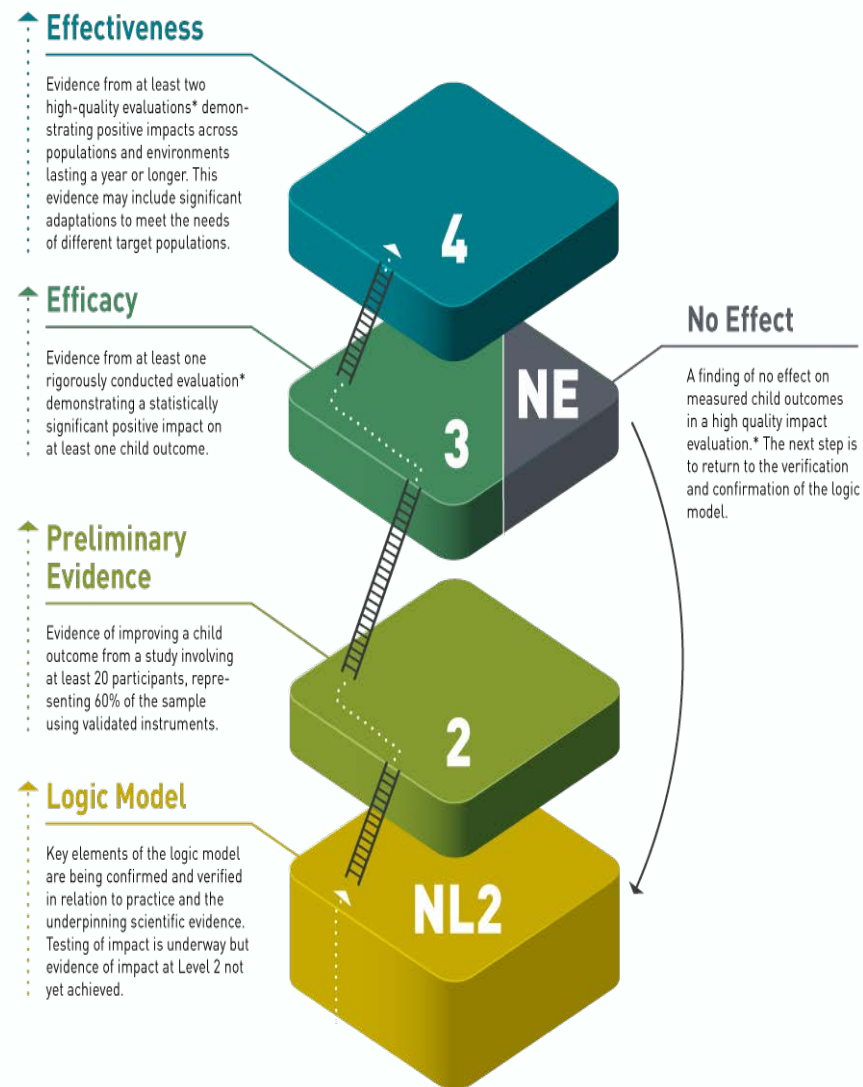 Effectiveness
Evidence from at least two
high-quality evaluations* demon-
strating positive impacts across
populations and environments
lasting a year or longer. This
evidence may include significant
adaptations to meet the needs
of different target populations.
4
Efficacy
Evidence from at least one
rigorously conducted evaluation*
demonstrating a statistically
significant positive impact on
at least one child outcome.
3
NE
No Effect
A finding of no effect on
measured child outcomes
in a high quality impact
evaluation.* The next step is
to return to the verification
and confirmation of the logic
model.
Preliminary
Evidence
Evidence of improving a child
outcome from a study involving
at least 20 participants, repre-
senting 60% of the sample
using validated instruments.
2
Logic Model
Key elements of the logic model
are being confirmed and verified
in relation to practice and the
underpinning scientific evidence.
Testing of impact is underway but
evidence of impact at Level 2 not
yet achieved.
NL2